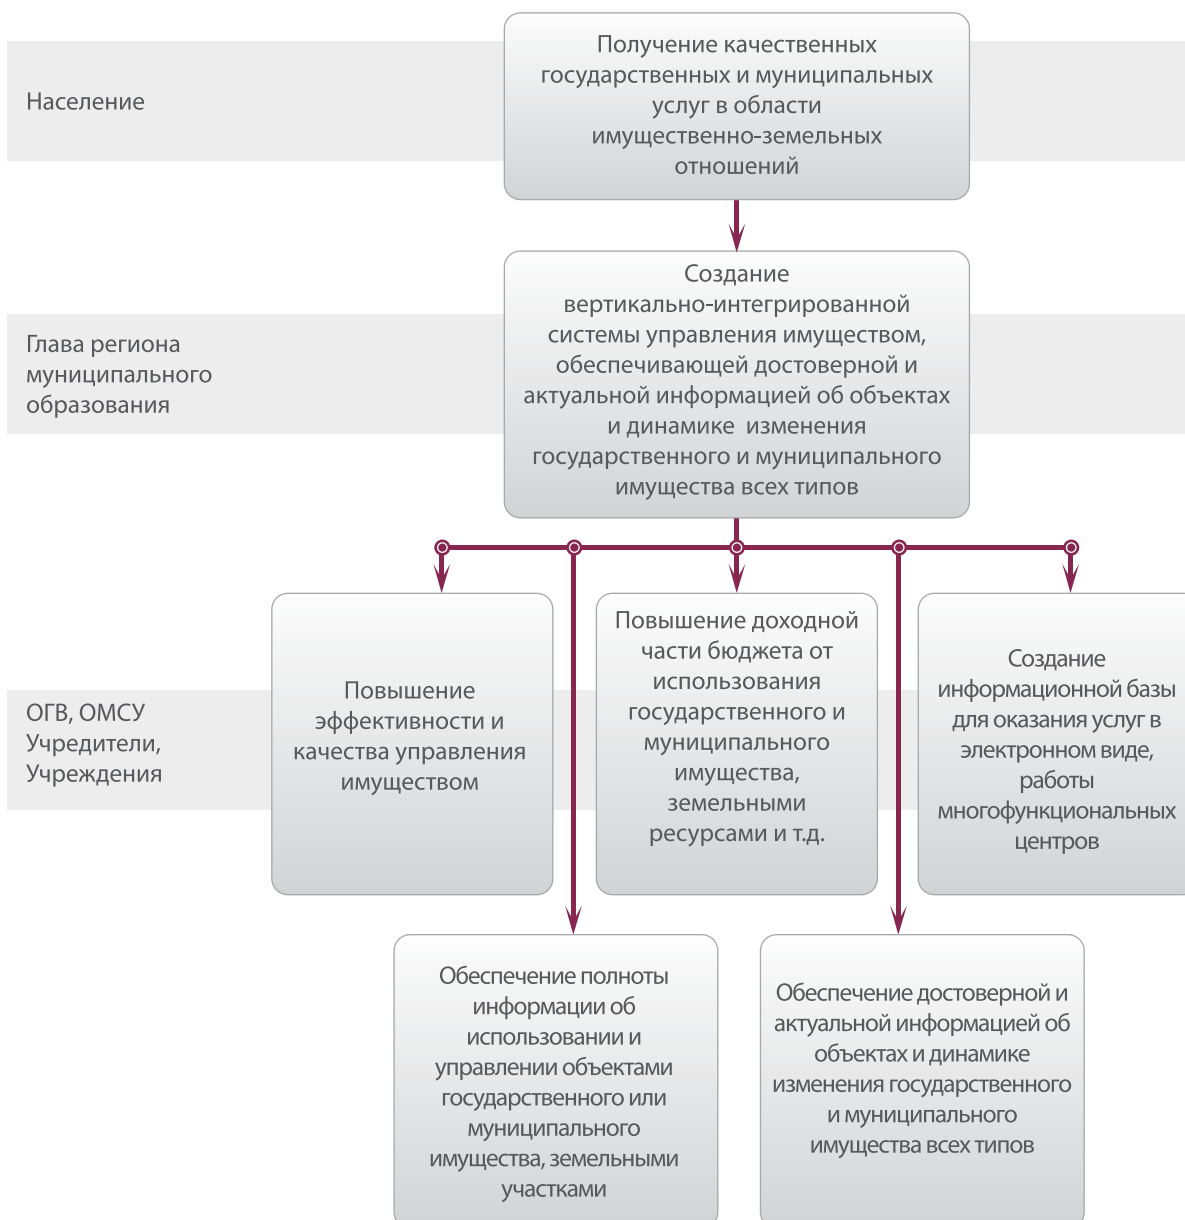 Население
Получение качественных
государственных и муниципальных
услуг в области
имущественно-земельных
отношений
Глава региона
муниципального
образования
Создание
вертикально-интегрированной
системы управления имуществом,
обеспечивающей достоверной и
актуальной информацией об объектах
и динамике изменения
государственного и муниципального
имущества всех типов
ОГВ, ОМСУ
Учредители,
Учреждения
Повышение
эффективности и
качества управления
имуществом
Повышение доходной
части бюджета от
использования
государственного и
муниципального
имущества,
земельными
ресурсами и т.д.
Создание
информационной базы
для оказания услуг в
электронном виде,
работы
многофункциональных
центров
Обеспечение полноты
информации об
использовании и
управлении объектами
государственного или
муниципального
имущества, земельными
участками
Обеспечение достоверной и
актуальной информацией об
объектах и динамике
изменения государственного
и муниципального
имущества всех типов